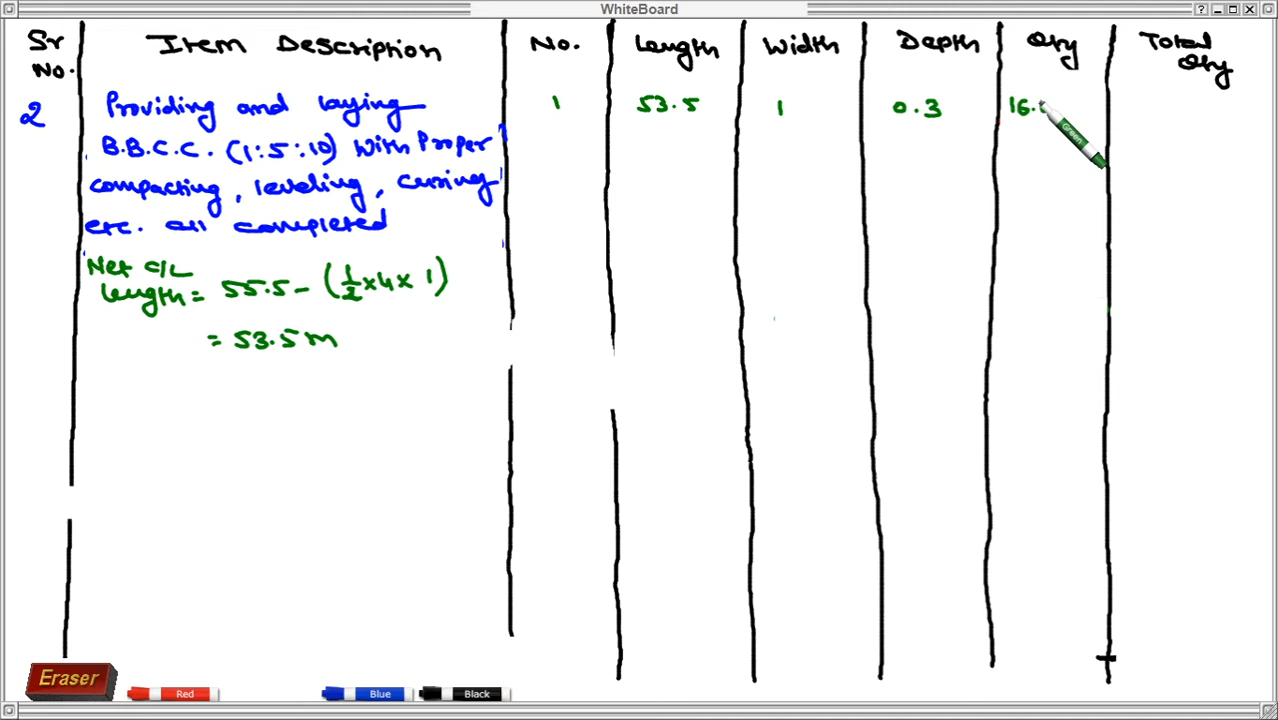 WhiteBoard
Sr No. Item Description No. Length Width Depth Qty Total Qty
2 Providing and laying 1 53.5 1 0.3 16.
B.B.C.C. (1:5:10) With Proper
compacting, leveling, curing
etc. all completed
Net C/L
length = 55.5 - (1/2 x 4 x 1)
= 53.5 m
Green
Eraser Red Blue Black